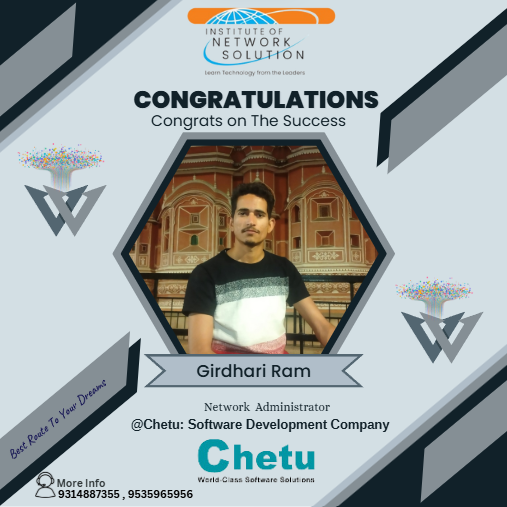 INSTITUTE OF
NETWORK
SOLUTION
Learn Technology from the Leaders
CONGRATULATIONS
Congrats on The Success
Girdhari Ram
Network Administrator
@Chetu: Software Development Company
Chetu
World-Class Software Solutions
Best Route To Your Dreams
More Info
9314887355 , 9535965956